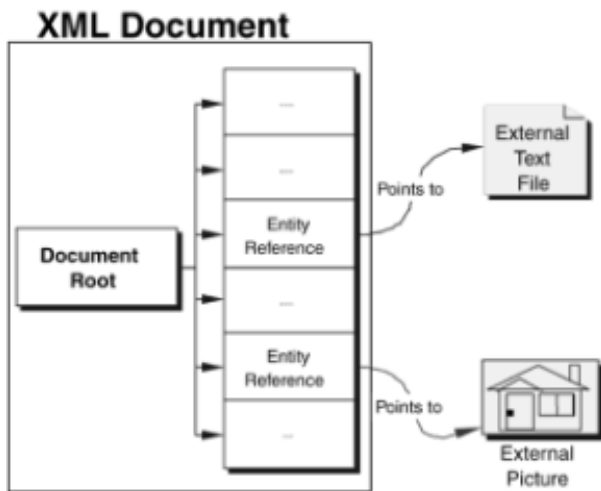 XML Document
....
....
Entity
Reference
....
Entity
Reference
...
Document
Root
Points to
Points to
External
Text
File
External
Picture